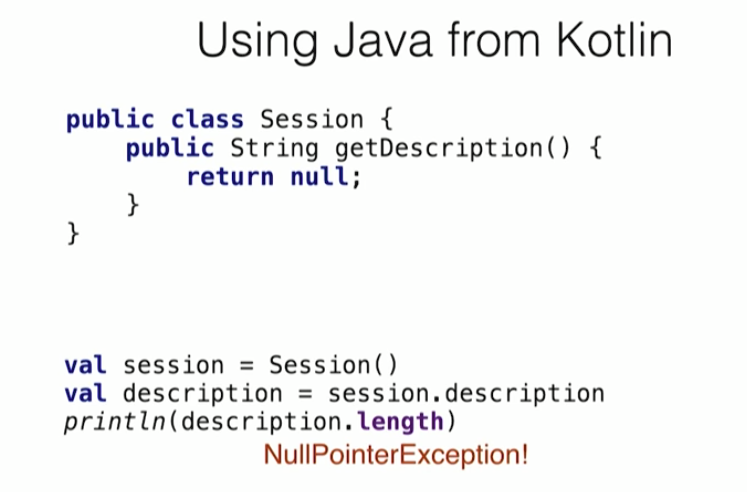 Using Java from Kotlin
public class Session {
    public String getDescription() {
        return null;
    }
}
val session = Session()
val description = session.description
println(description.length)
NullPointerException!